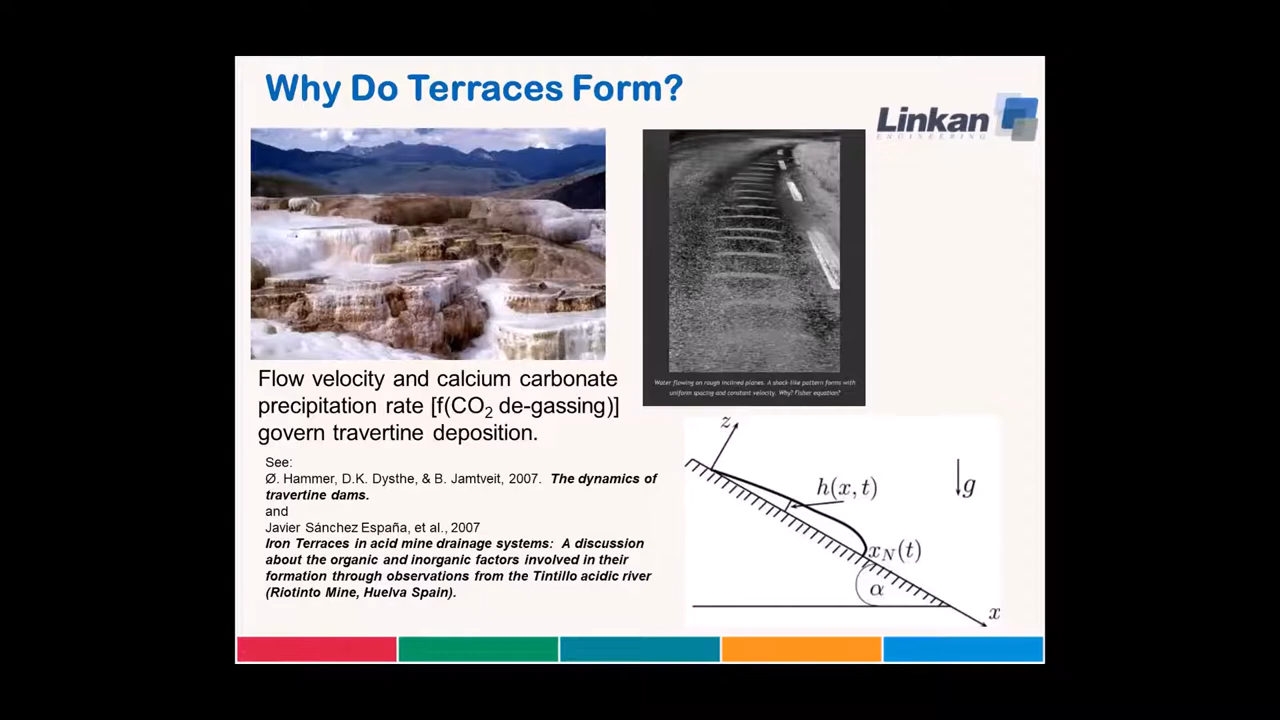 Why Do Terraces Form?
Linkan
ENGINEERING
Flow velocity and calcium carbonate
precipitation rate [f(CO₂ de-gassing)]
govern travertine deposition.
See:
Ø. Hammer, D.K. Dysthe, & B. Jamtveit, 2007. The dynamics of
travertine dams.
and
Javier Sánchez España, et al., 2007
Iron Terraces in acid mine drainage systems: A discussion
about the organic and inorganic factors involved in their
formation through observations from the Tintillo acidic river
(Riotinto Mine, Huelva Spain).
Water flowing on rough inclined planes. A shock-like pattern forms with
uniform spacing and constant velocity. Why? Fisher equation?
z
h(x, t)
g
x_N(t)
α
x